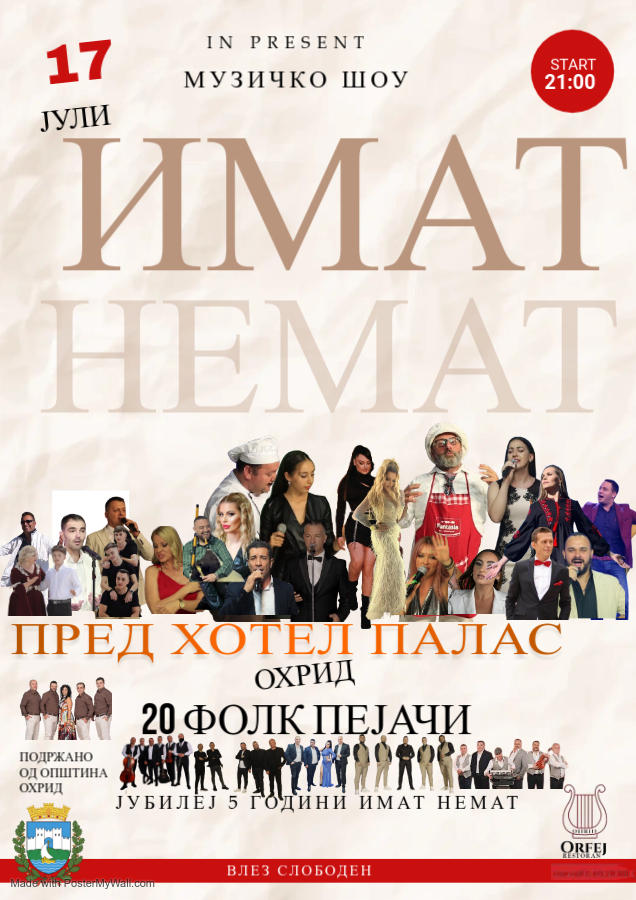 17
ЈУЛИ
IN PRESENT
МУЗИЧКО ШОУ
START
21:00
ИМАТ
НЕМАТ
Fantasia
ПРЕД ХОТЕЛ ПАЛАС
ОХРИД
20 ФОЛК ПЕЈАЧИ
ПОДРЖАНО
ОД ОПШТИНА
ОХРИД
ЈУБИЛЕЈ 5 ГОДИНИ ИМАТ НЕМАТ
ORFEJ
RESTORAN
ВЛЕЗ СЛОБОДЕН
Made with PosterMyWall.com